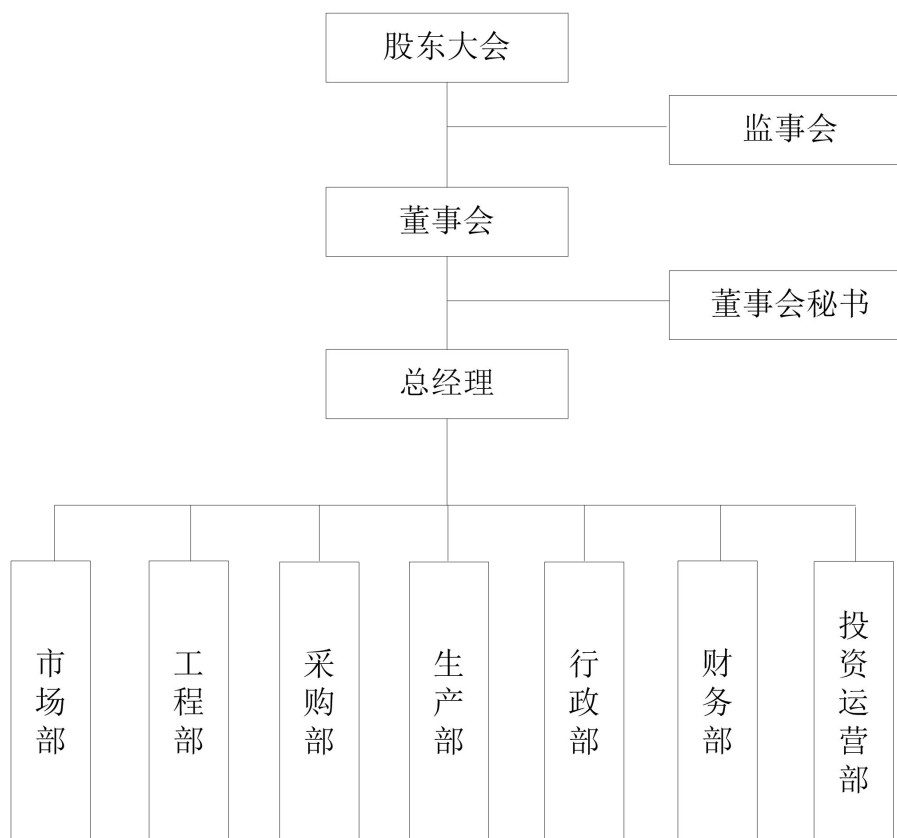 股东大会
监事会
董事会
董事会秘书
总经理
市场部
工程部
采购部
生产部
行政部
财务部
投资运营部